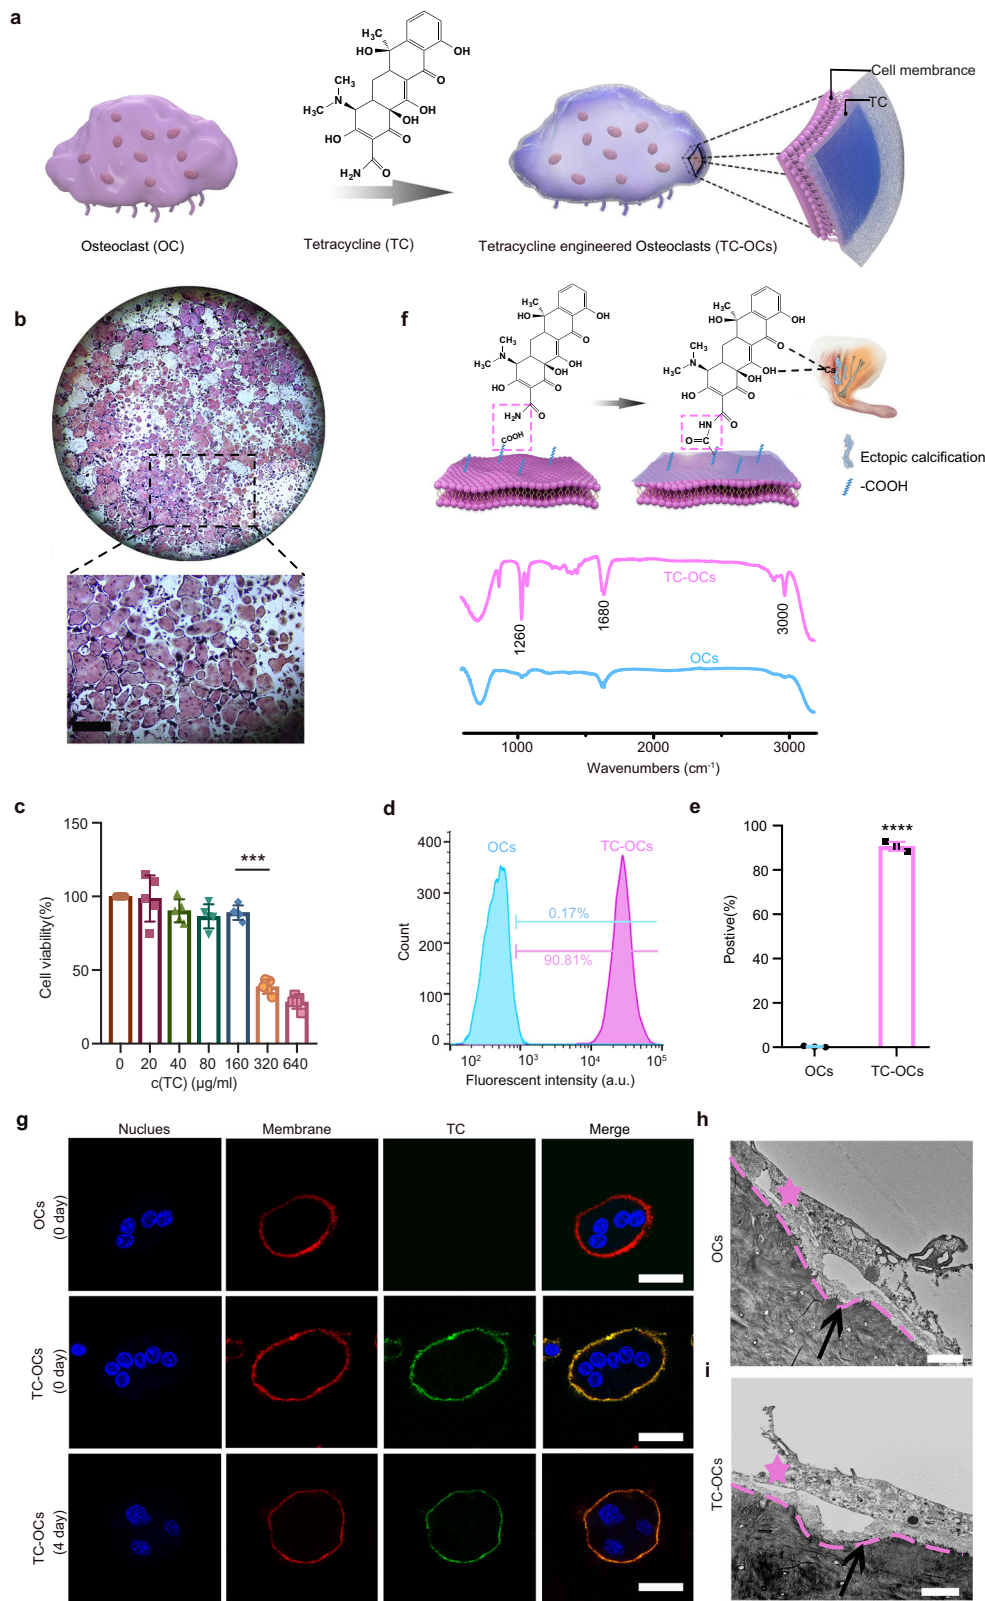 a
H₃C
HO
OH
O
CH₃
N
H₃C
OH
OH
HO
O
O
H₂N
Cell membrance
TC
Osteoclast (OC)
Tetracycline (TC)
Tetracycline engineered Osteoclasts (TC-OCs)
b
f
H₃C
HO
OH
O
CH₃
N
H₃C
OH
OH
HO
O
O
H₂N
COOH
H₃C
HO
OH
O
CH₃
N
H₃C
OH
OH
HO
O
O
HN
O=C
Ca
Ectopic calcification
-COOH
TC-OCs
1260
1680
3000
OCs
1000
2000
3000
Wavenumbers (cm⁻¹)
c
Cell viability(%)
150
100
50
0
***
0
20
40
80
160
320
640
c(TC) (µg/ml)
d
Count
400
300
200
100
0
OCs
TC-OCs
0.17%
90.81%
10²
10³
10⁴
10⁵
Fluorescent intensity (a.u.)
e
Postive(%)
100
80
60
40
20
0
****
OCs
TC-OCs
g
Nuclues
Membrane
TC
Merge
OCs
(0 day)
TC-OCs
(0 day)
TC-OCs
(4 day)
h
OCs
i
TC-OCs